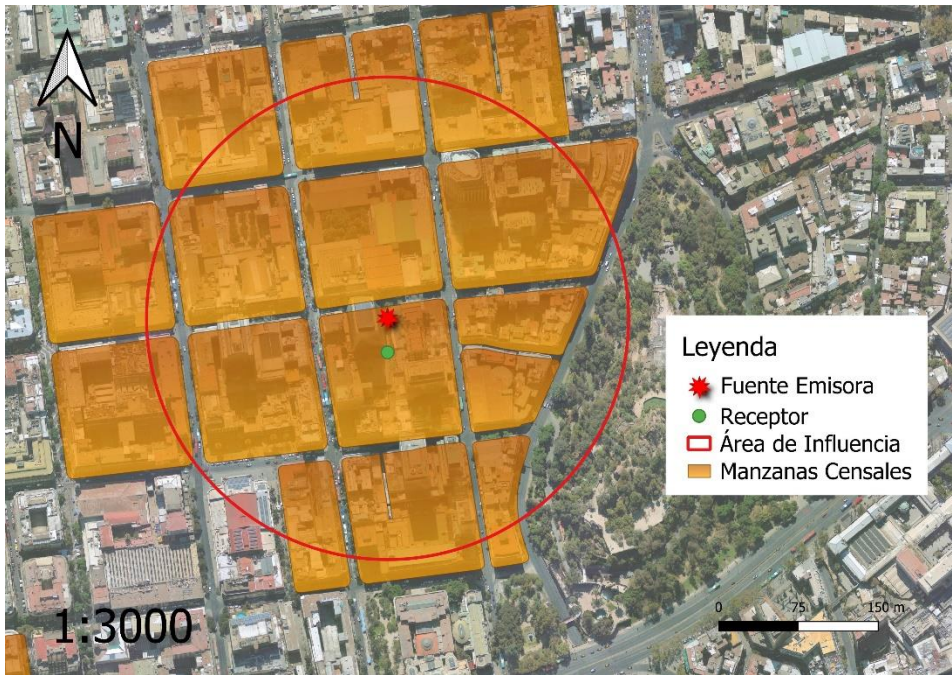 N
Leyenda
Fuente Emisora
Receptor
Área de Influencia
Manzanas Censales
1:3000
0 75 150 m